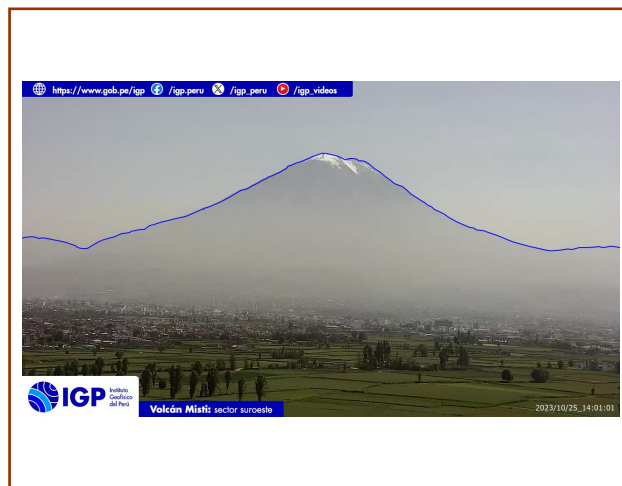 https://www.gob.pe/igp /igp.peru /igp_peru /igp_videos
IGP Instituto
Geofísico
del Perú
Volcán Misti: sector suroeste
2023/10/25_14:01:01